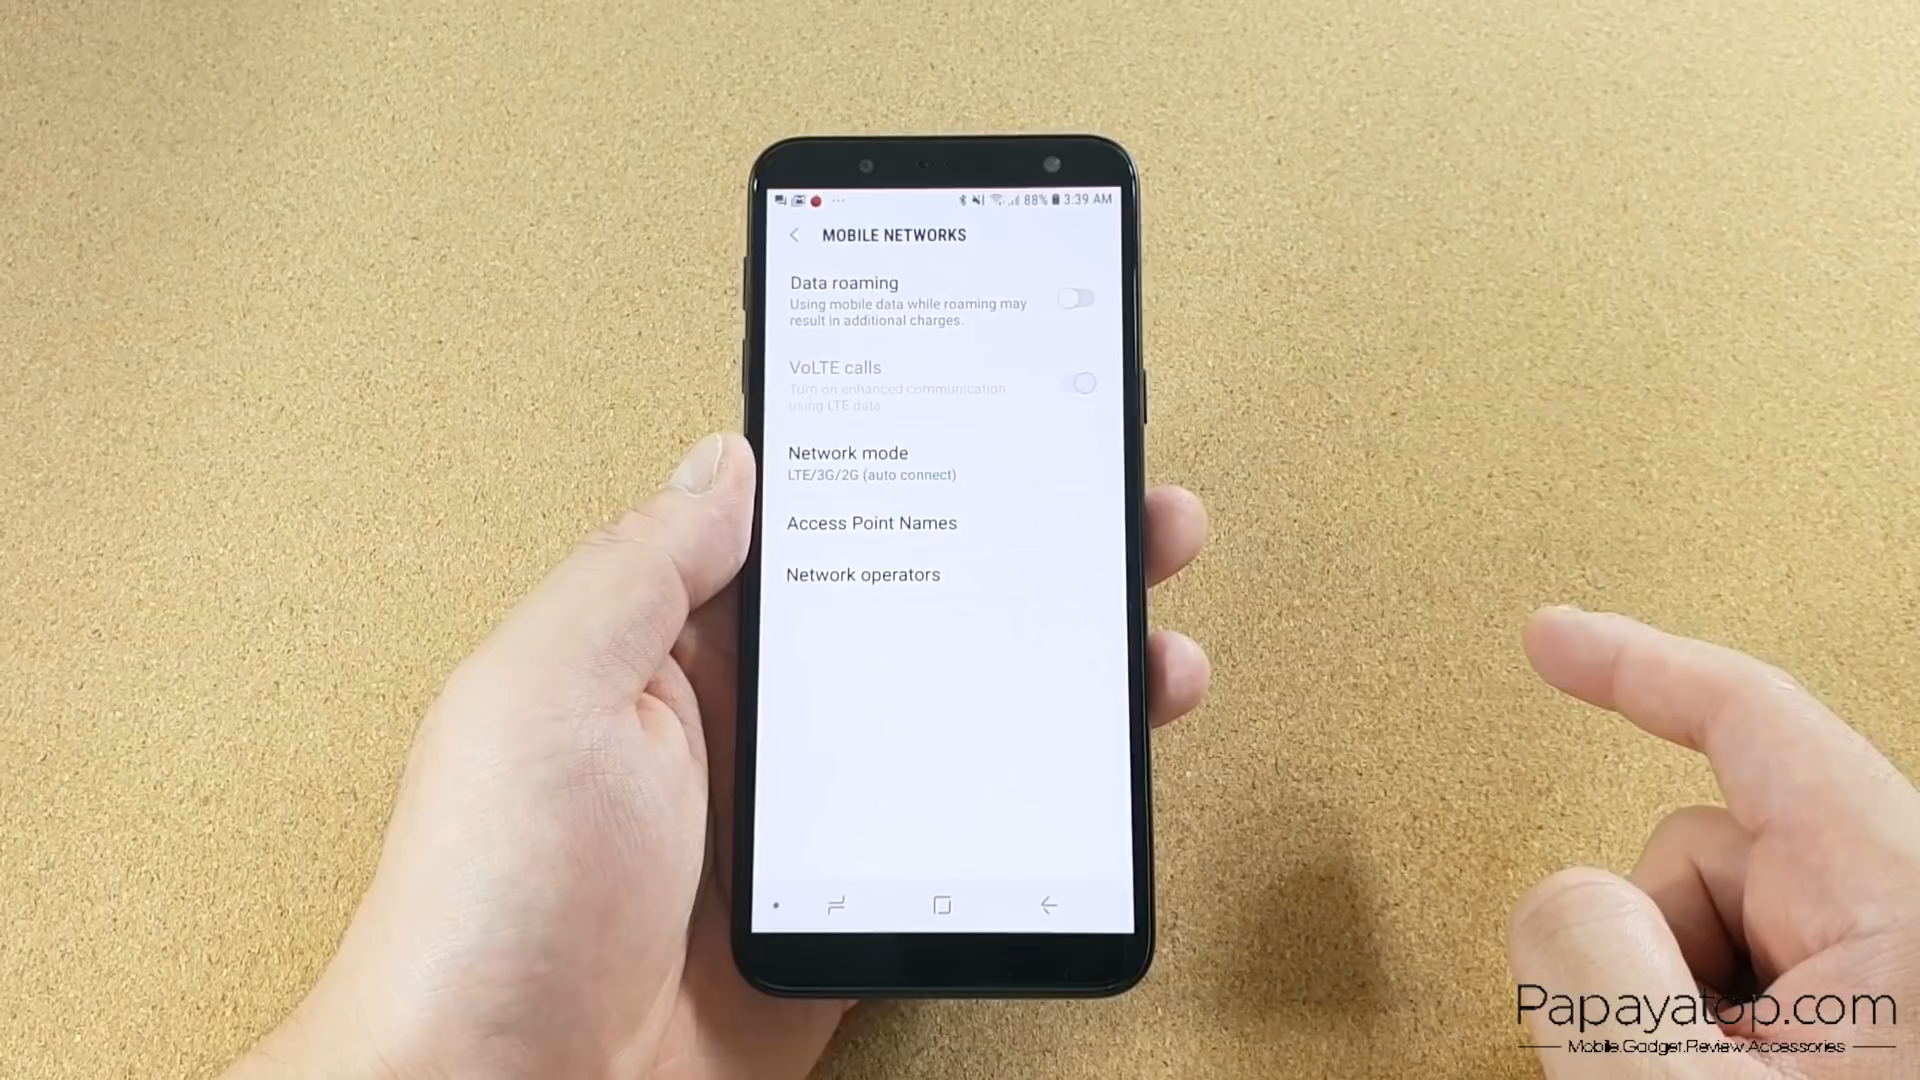 88% 3:39 AM
MOBILE NETWORKS
Data roaming
Using mobile data while roaming may
result in additional charges.
VoLTE calls
Turn on enhanced communication
using LTE data
Network mode
LTE/3G/2G (auto connect)
Access Point Names
Network operators
Papayatop.com
Mobile.Gadget.Review.Accessories